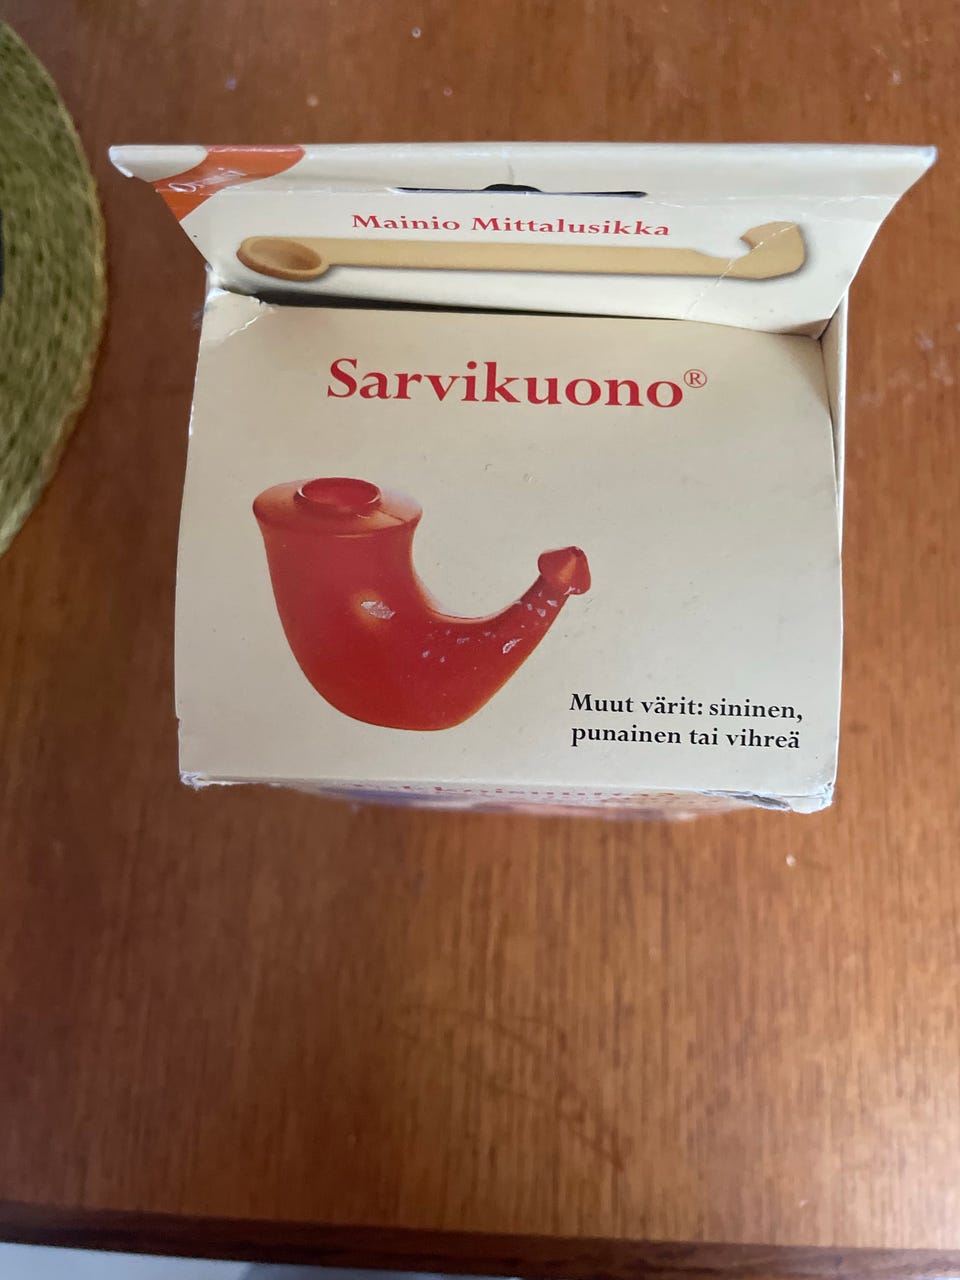 Mainio Mittalusikka
Sarvikuono®
Muut värit: sininen,
punainen tai vihreä